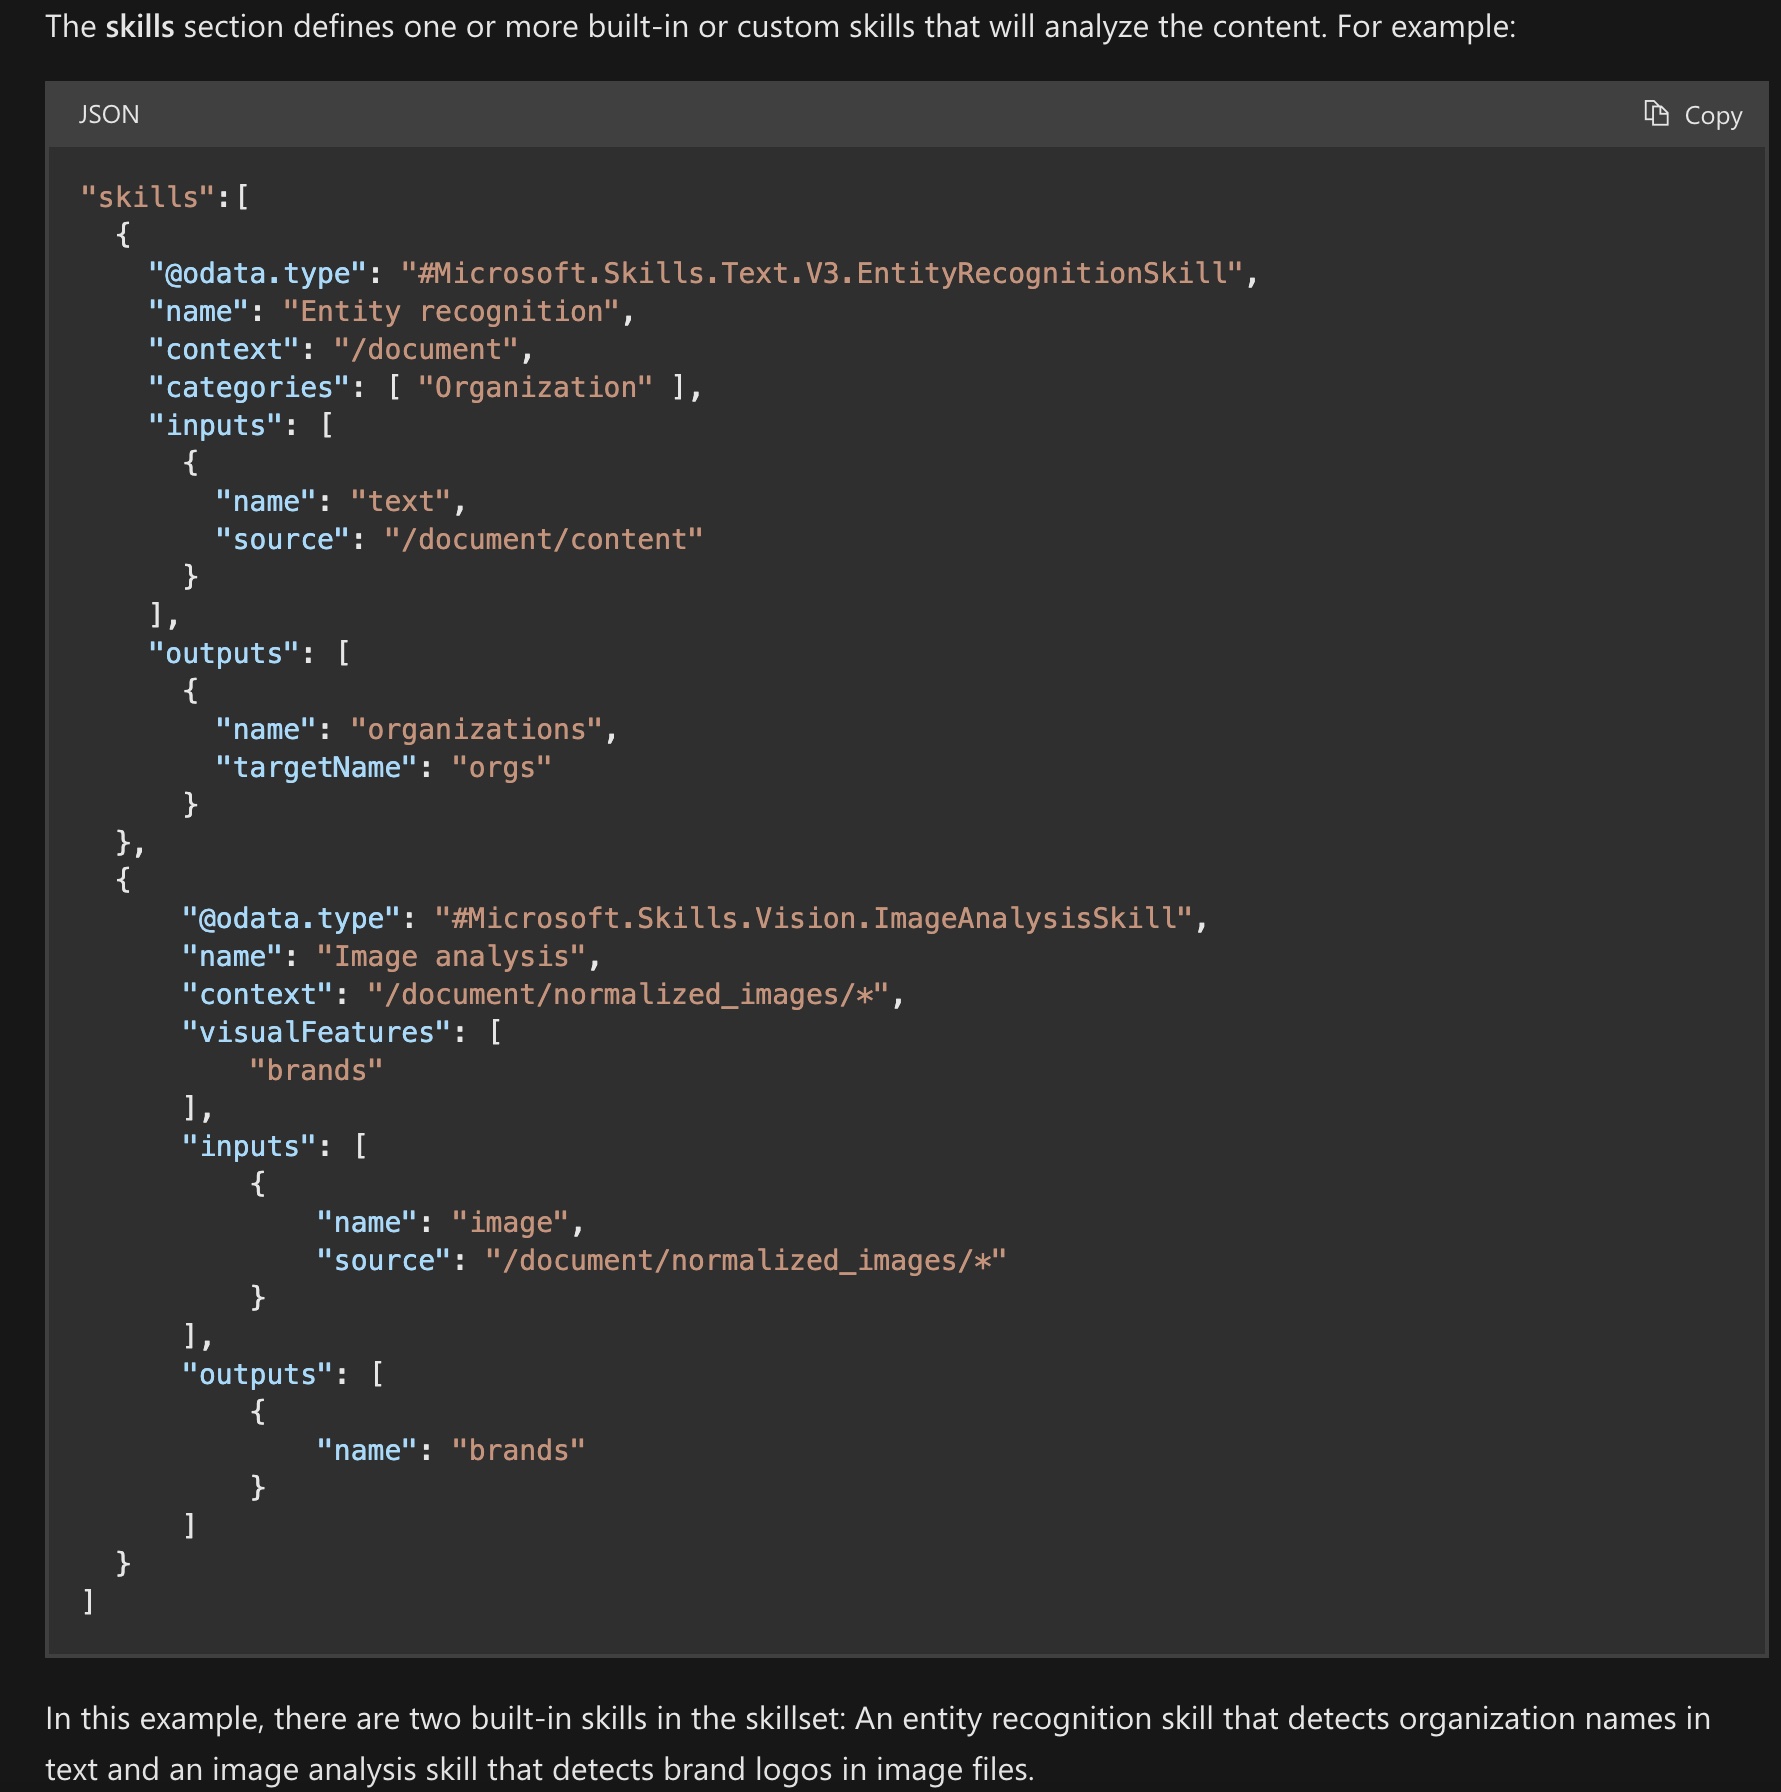 The skills section defines one or more built-in or custom skills that will analyze the content. For example:
JSON
Copy
"skills":[
  {
    "@odata.type": "#Microsoft.Skills.Text.V3.EntityRecognitionSkill",
    "name": "Entity recognition",
    "context": "/document",
    "categories": [ "Organization" ],
    "inputs": [
      {
        "name": "text",
        "source": "/document/content"
      }
    ],
    "outputs": [
      {
        "name": "organizations",
        "targetName": "orgs"
      }
  },
  {
      "@odata.type": "#Microsoft.Skills.Vision.ImageAnalysisSkill",
      "name": "Image analysis",
      "context": "/document/normalized_images/*",
      "visualFeatures": [
          "brands"
      ],
      "inputs": [
          {
              "name": "image",
              "source": "/document/normalized_images/*"
          }
      ],
      "outputs": [
          {
              "name": "brands"
          }
      ]
  }
]
In this example, there are two built-in skills in the skillset: An entity recognition skill that detects organization names in
text and an image analysis skill that detects brand logos in image files.